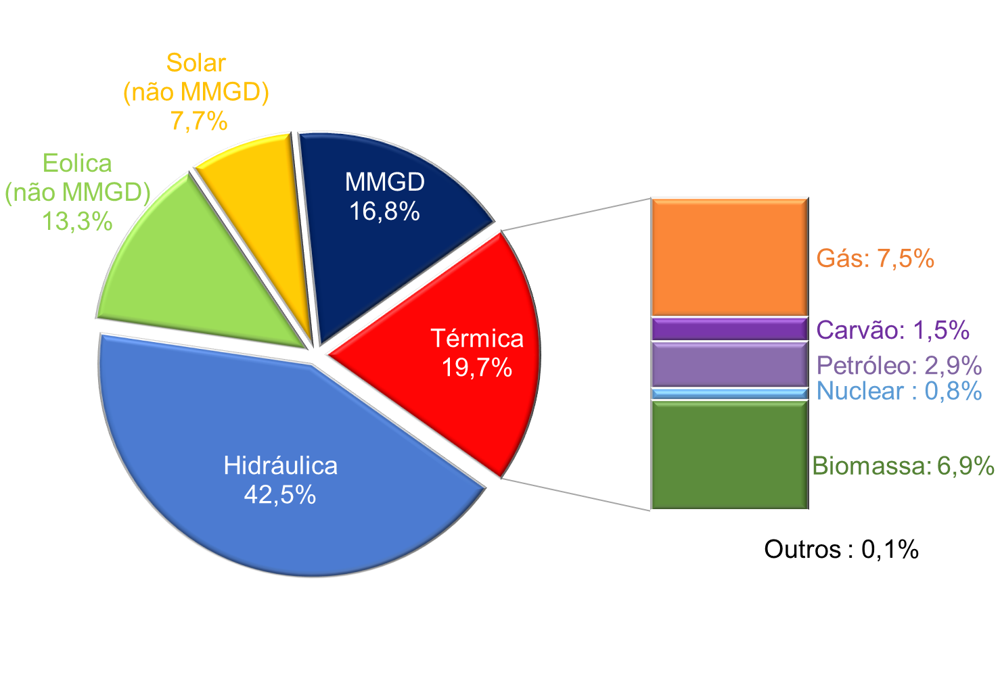 Solar
(não MMGD)
7,7%
Eolica
(não MMGD)
13,3%
MMGD
16,8%
Térmica
19,7%
Hidráulica
42,5%
Gás: 7,5%
Carvão: 1,5%
Petróleo: 2,9%
Nuclear : 0,8%
Biomassa: 6,9%
Outros : 0,1%